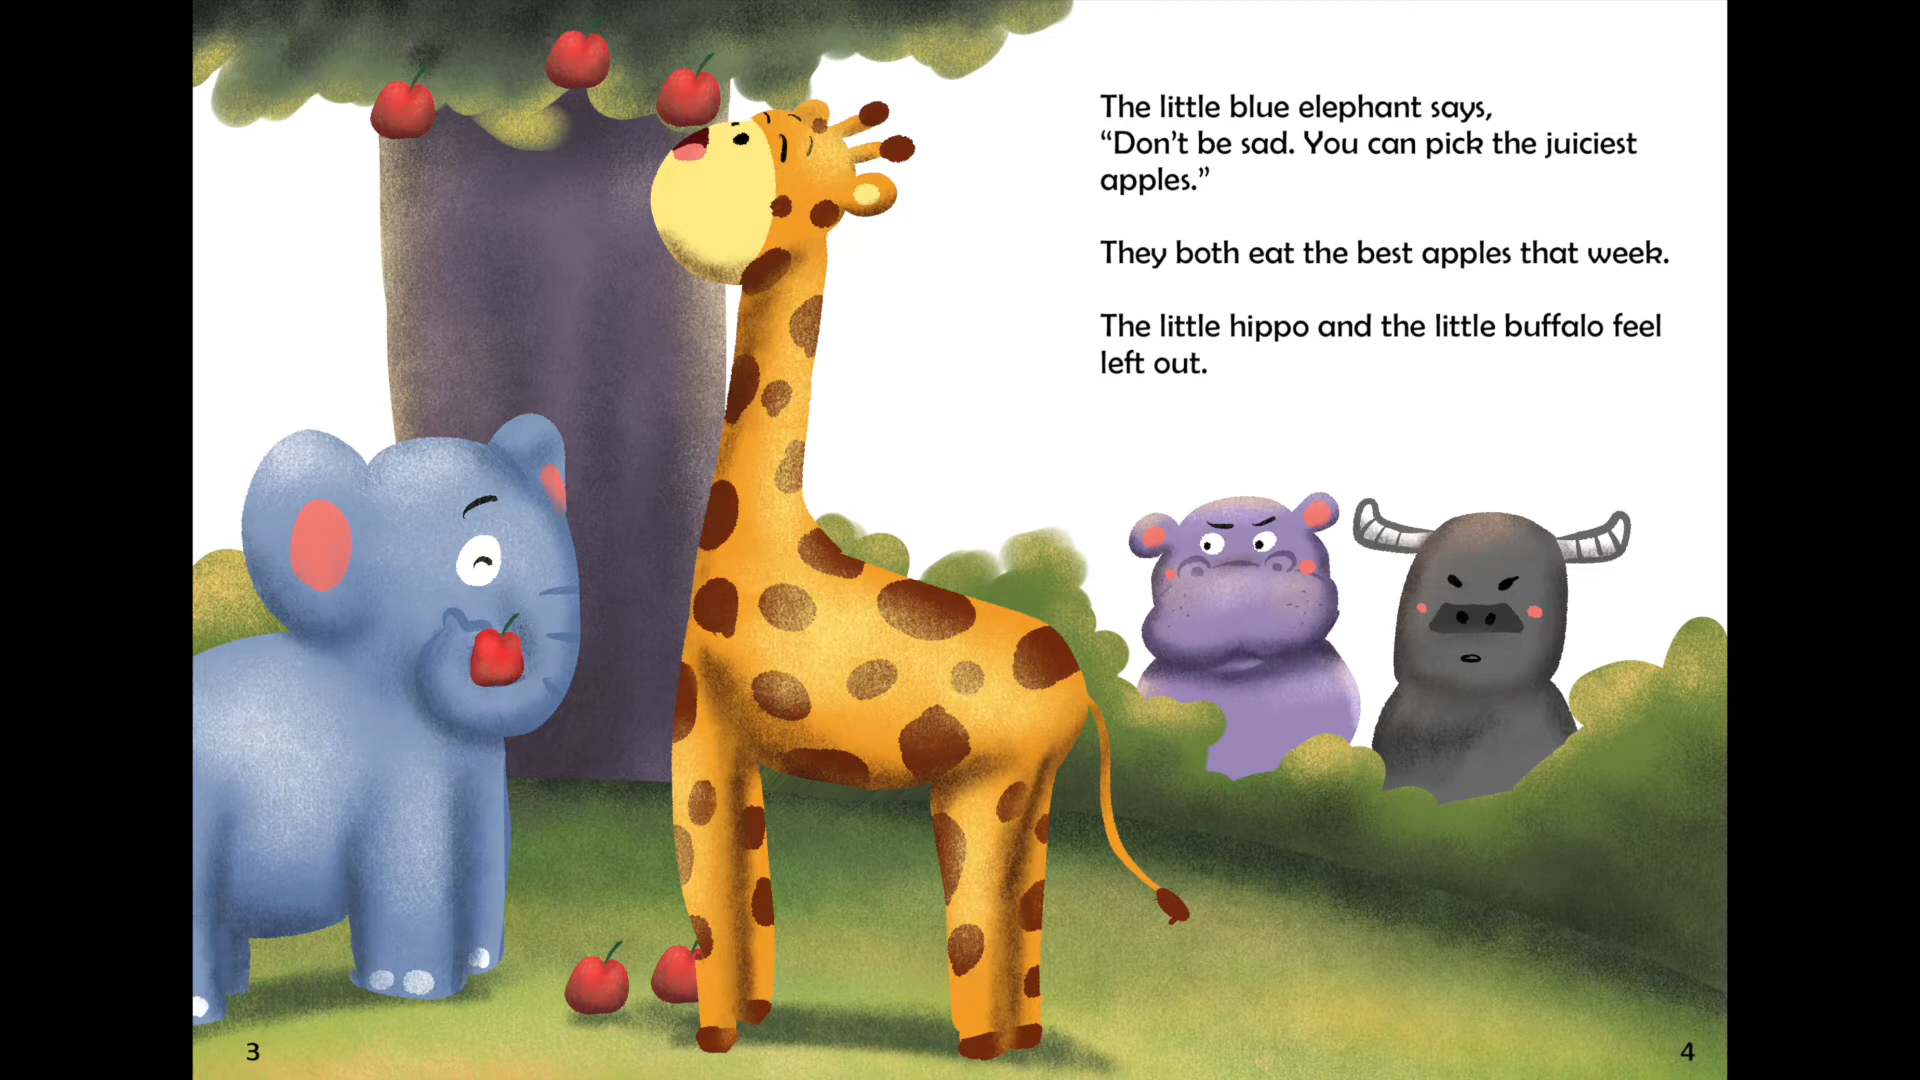 The little blue elephant says,
“Don’t be sad. You can pick the juiciest
apples.”
They both eat the best apples that week.
The little hippo and the little buffalo feel
left out.
3
4